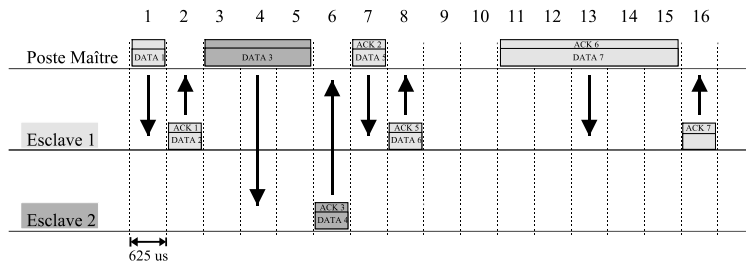 1 2 3 4 5 6 7 8 9 10 11 12 13 14 15 16
ACK 2 ACK 6
Poste Maître DATA 1 DATA 3 DATA 5 DATA 7
ACK 1 ACK 5 ACK 7
Esclave 1 DATA 2 DATA 6
ACK 3
Esclave 2 DATA 4
625 us